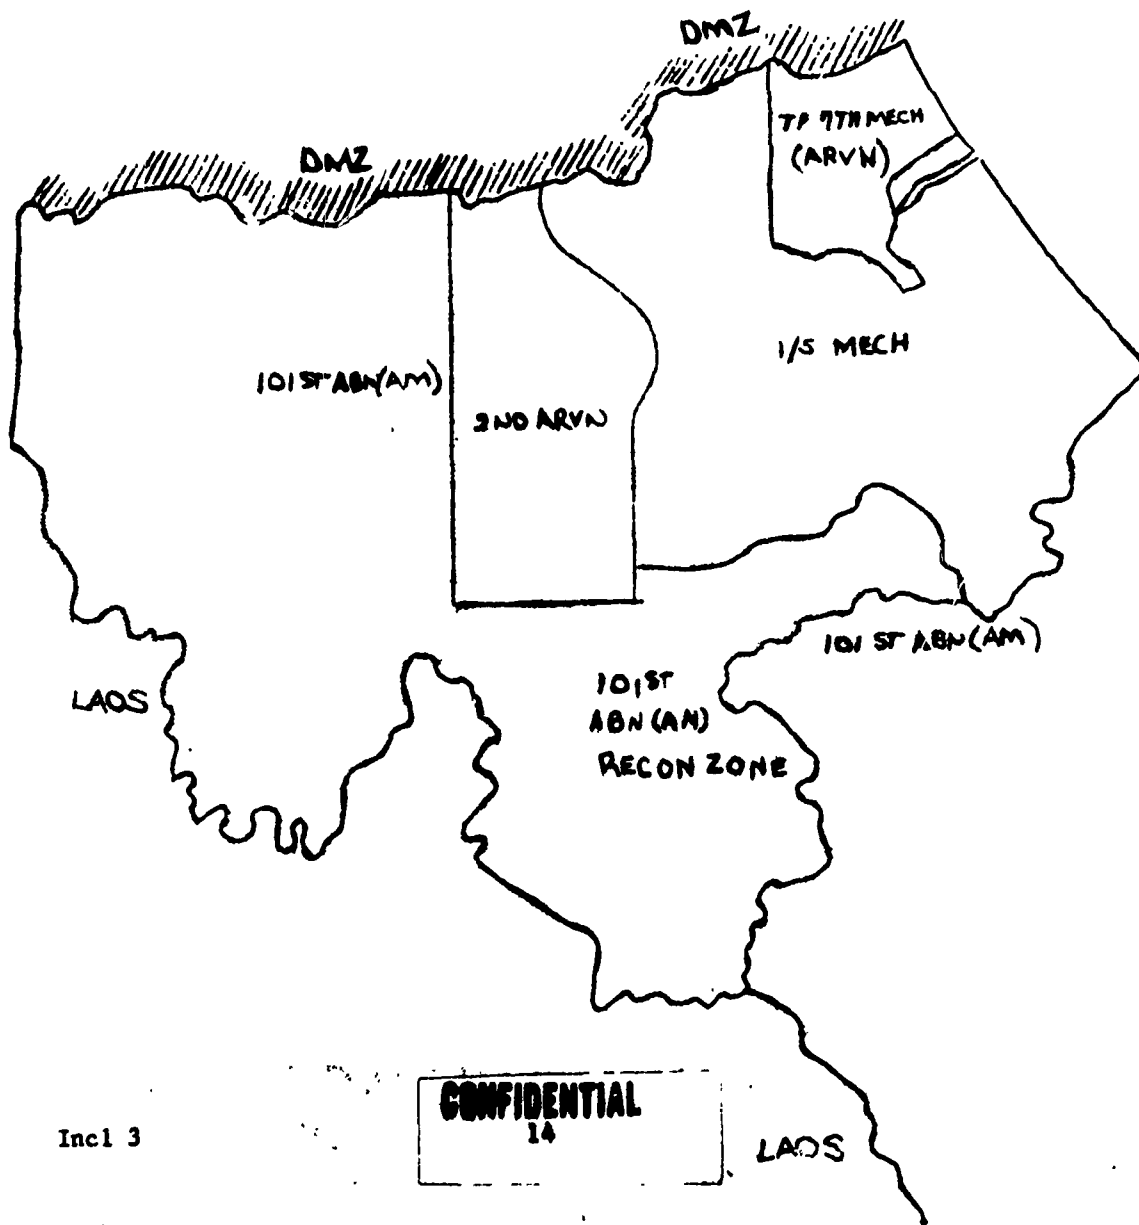 DMZ
DMZ
TF 7TH MECH
(ARVN)
1/5 MECH
101ST ABN(AM)
2ND ARVN
101 ST ABN(AM)
LAOS
101ST
ABN (AM)
RECON ZONE
Incl 3
CONFIDENTIAL
14
LAOS